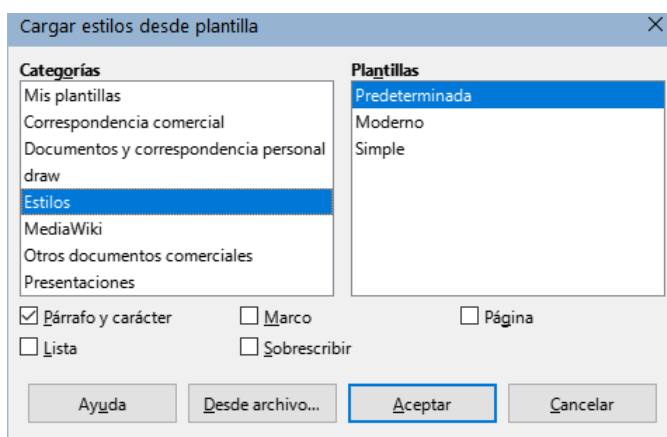 Cargar estilos desde plantilla
Categorías
Mis plantillas
Correspondencia comercial
Documentos y correspondencia personal
draw
Estilos
MediaWiki
Otros documentos comerciales
Presentaciones
Plantillas
Predeterminada
Moderno
Simple
Párrafo y carácter
Marco
Página
Lista
Sobrescribir
Ayuda
Desde archivo...
Aceptar
Cancelar